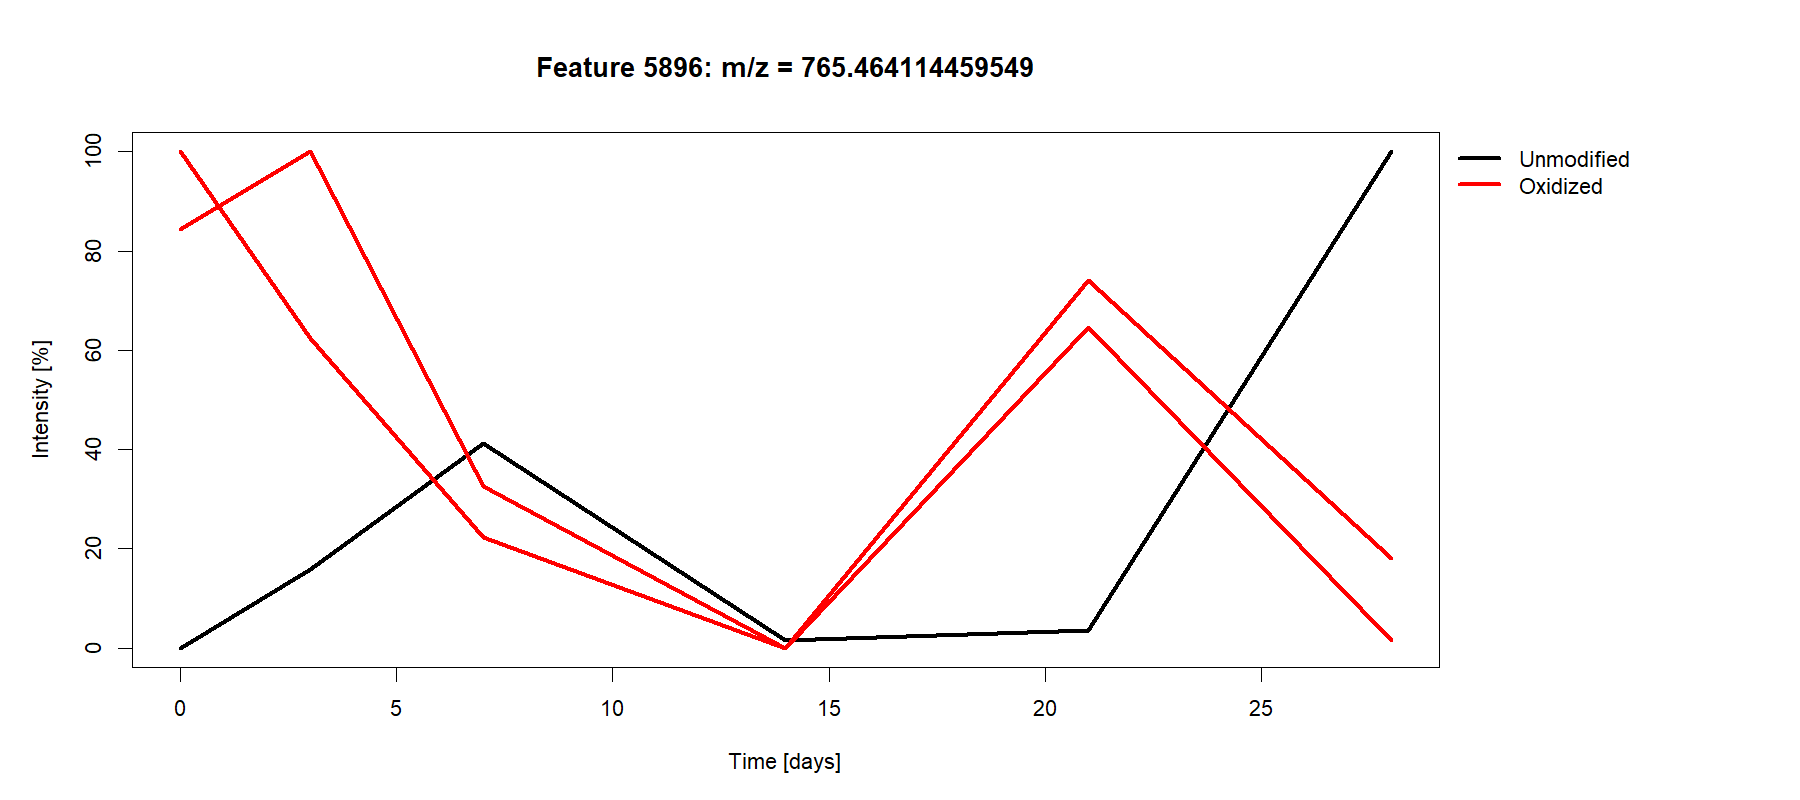 Feature 5896: m/z = 765.464114459549
Unmodified
Oxidized
Intensity [%]
100
80
60
40
20
0
0 5 10 15 20 25
Time [days]